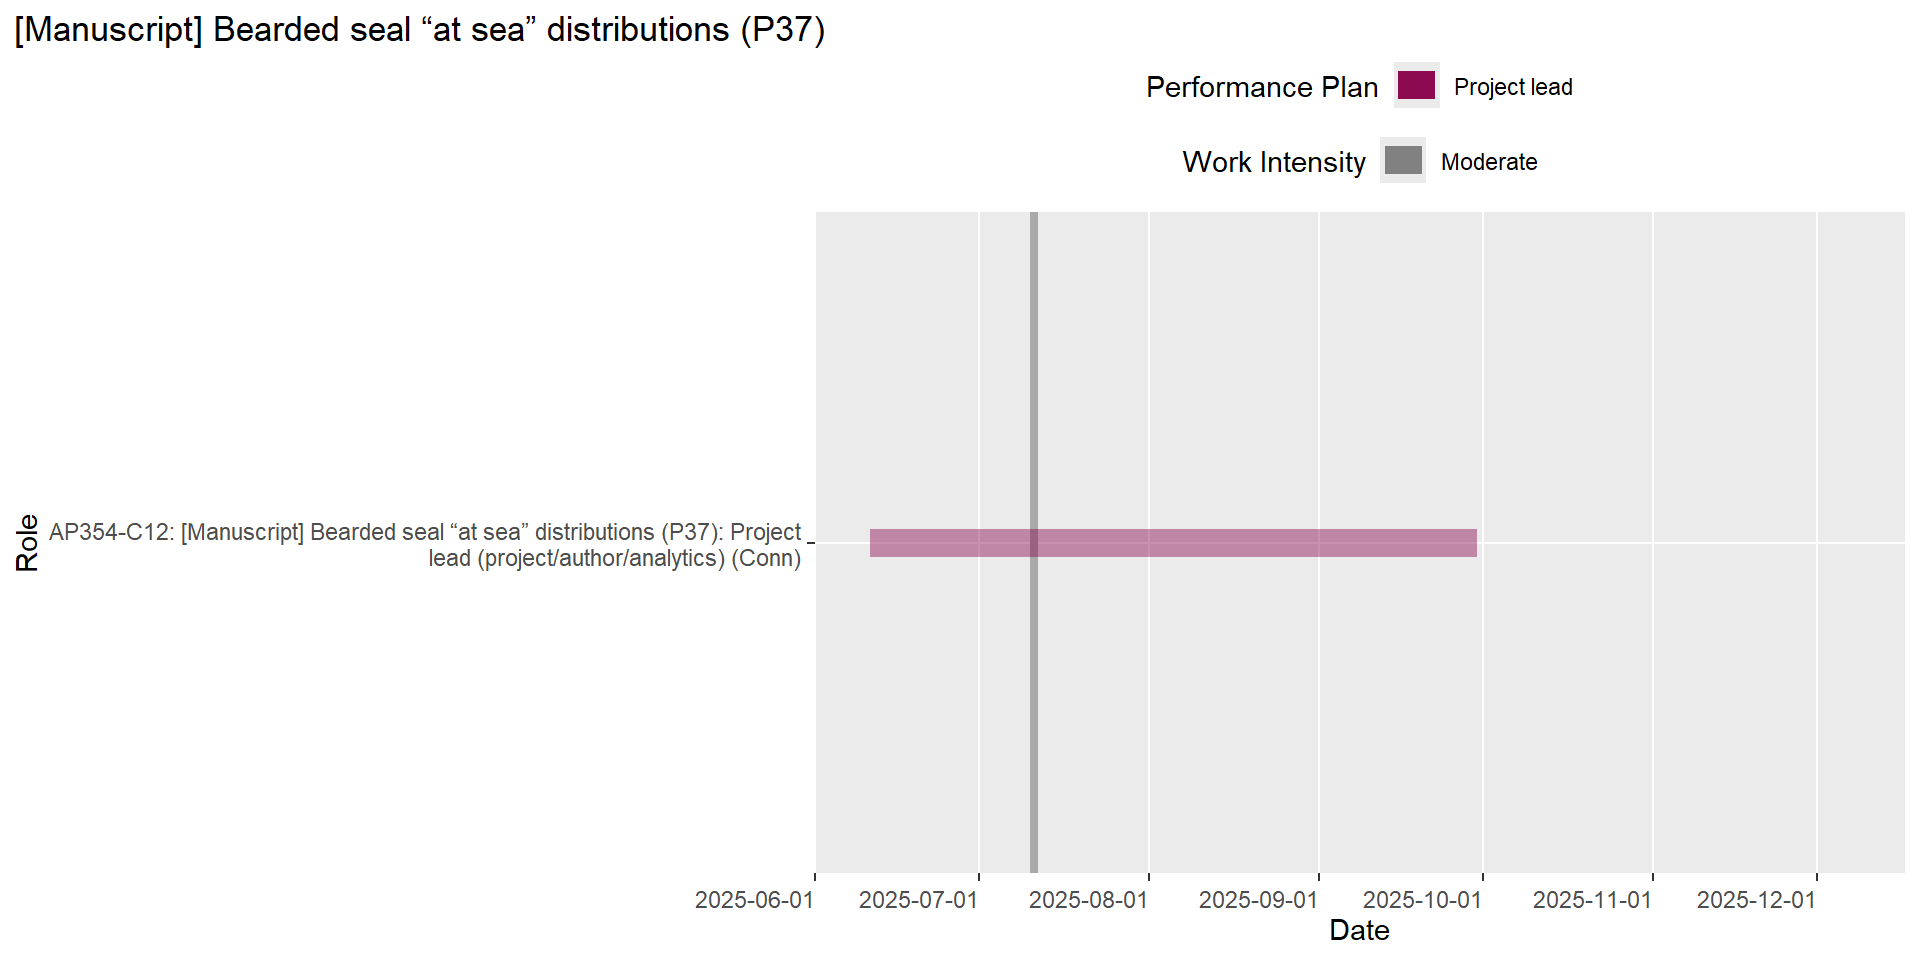 [Manuscript] Bearded seal “at sea” distributions (P37)
Performance Plan
Project lead
Work Intensity
Moderate
Role
AP354-C12: [Manuscript] Bearded seal “at sea” distributions (P37): Project
lead (project/author/analytics) (Conn)
2025-06-01
2025-07-01
2025-08-01
2025-09-01
2025-10-01
2025-11-01
2025-12-01
Date